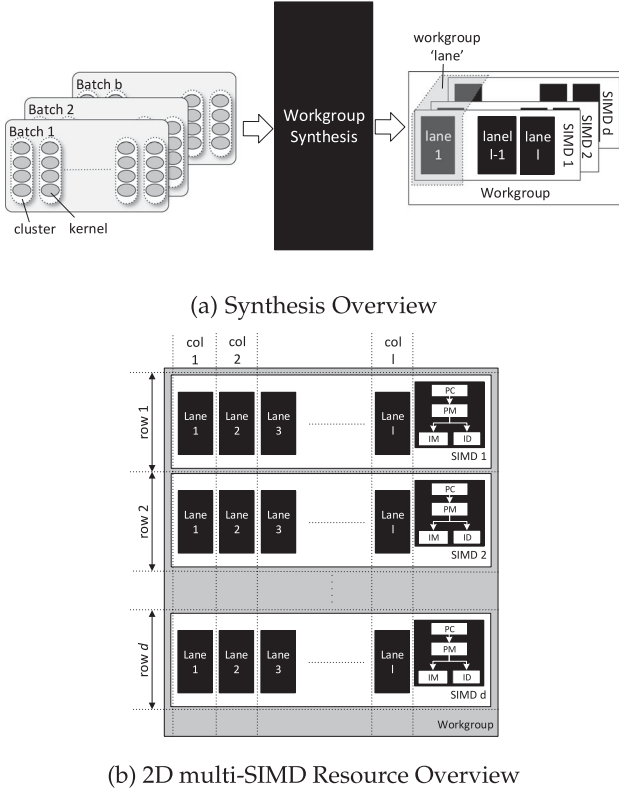 workgroup
'lane'
Batch b
Batch 2
Batch 1
Workgroup
Synthesis
lane
1
lanel
l-1
lane
l
SIMD 1
SIMD 2
SIMD d
Workgroup
cluster
kernel
(a) Synthesis Overview
col
1
col
2
col
l
row 1
Lane
1
Lane
2
Lane
3
Lane
l
PC
PM
IM
ID
SIMD 1
row 2
Lane
1
Lane
2
Lane
3
Lane
l
PC
PM
IM
ID
SIMD 2
row d
Lane
1
Lane
2
Lane
3
Lane
l
PC
PM
IM
ID
SIMD d
Workgroup
(b) 2D multi-SIMD Resource Overview